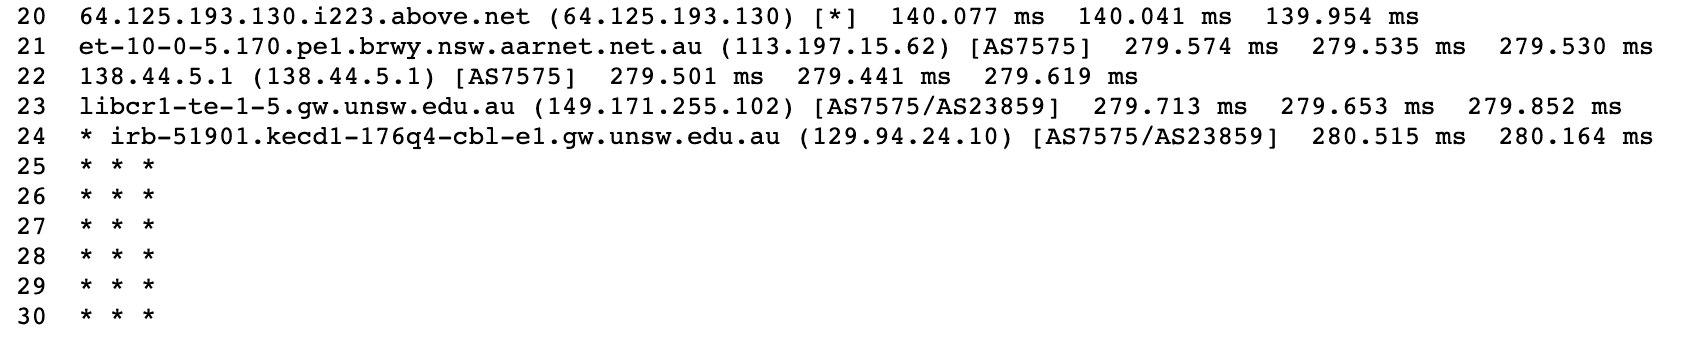 20 64.125.193.130.i223.above.net (64.125.193.130) [*] 140.077 ms 140.041 ms 139.954 ms
21 et-10-0-5.170.pe1.brwy.nsw.aarnet.net.au (113.197.15.62) [AS7575] 279.574 ms 279.535 ms 279.530 ms
22 138.44.5.1 (138.44.5.1) [AS7575] 279.501 ms 279.441 ms 279.619 ms
23 libcr1-te-1-5.gw.unsw.edu.au (149.171.255.102) [AS7575/AS23859] 279.713 ms 279.653 ms 279.852 ms
24 * irb-51901.kecd1-176q4-cbl-e1.gw.unsw.edu.au (129.94.24.10) [AS7575/AS23859] 280.515 ms 280.164 ms
25 * * *
26 * * *
27 * * *
28 * * *
29 * * *
30 * * *